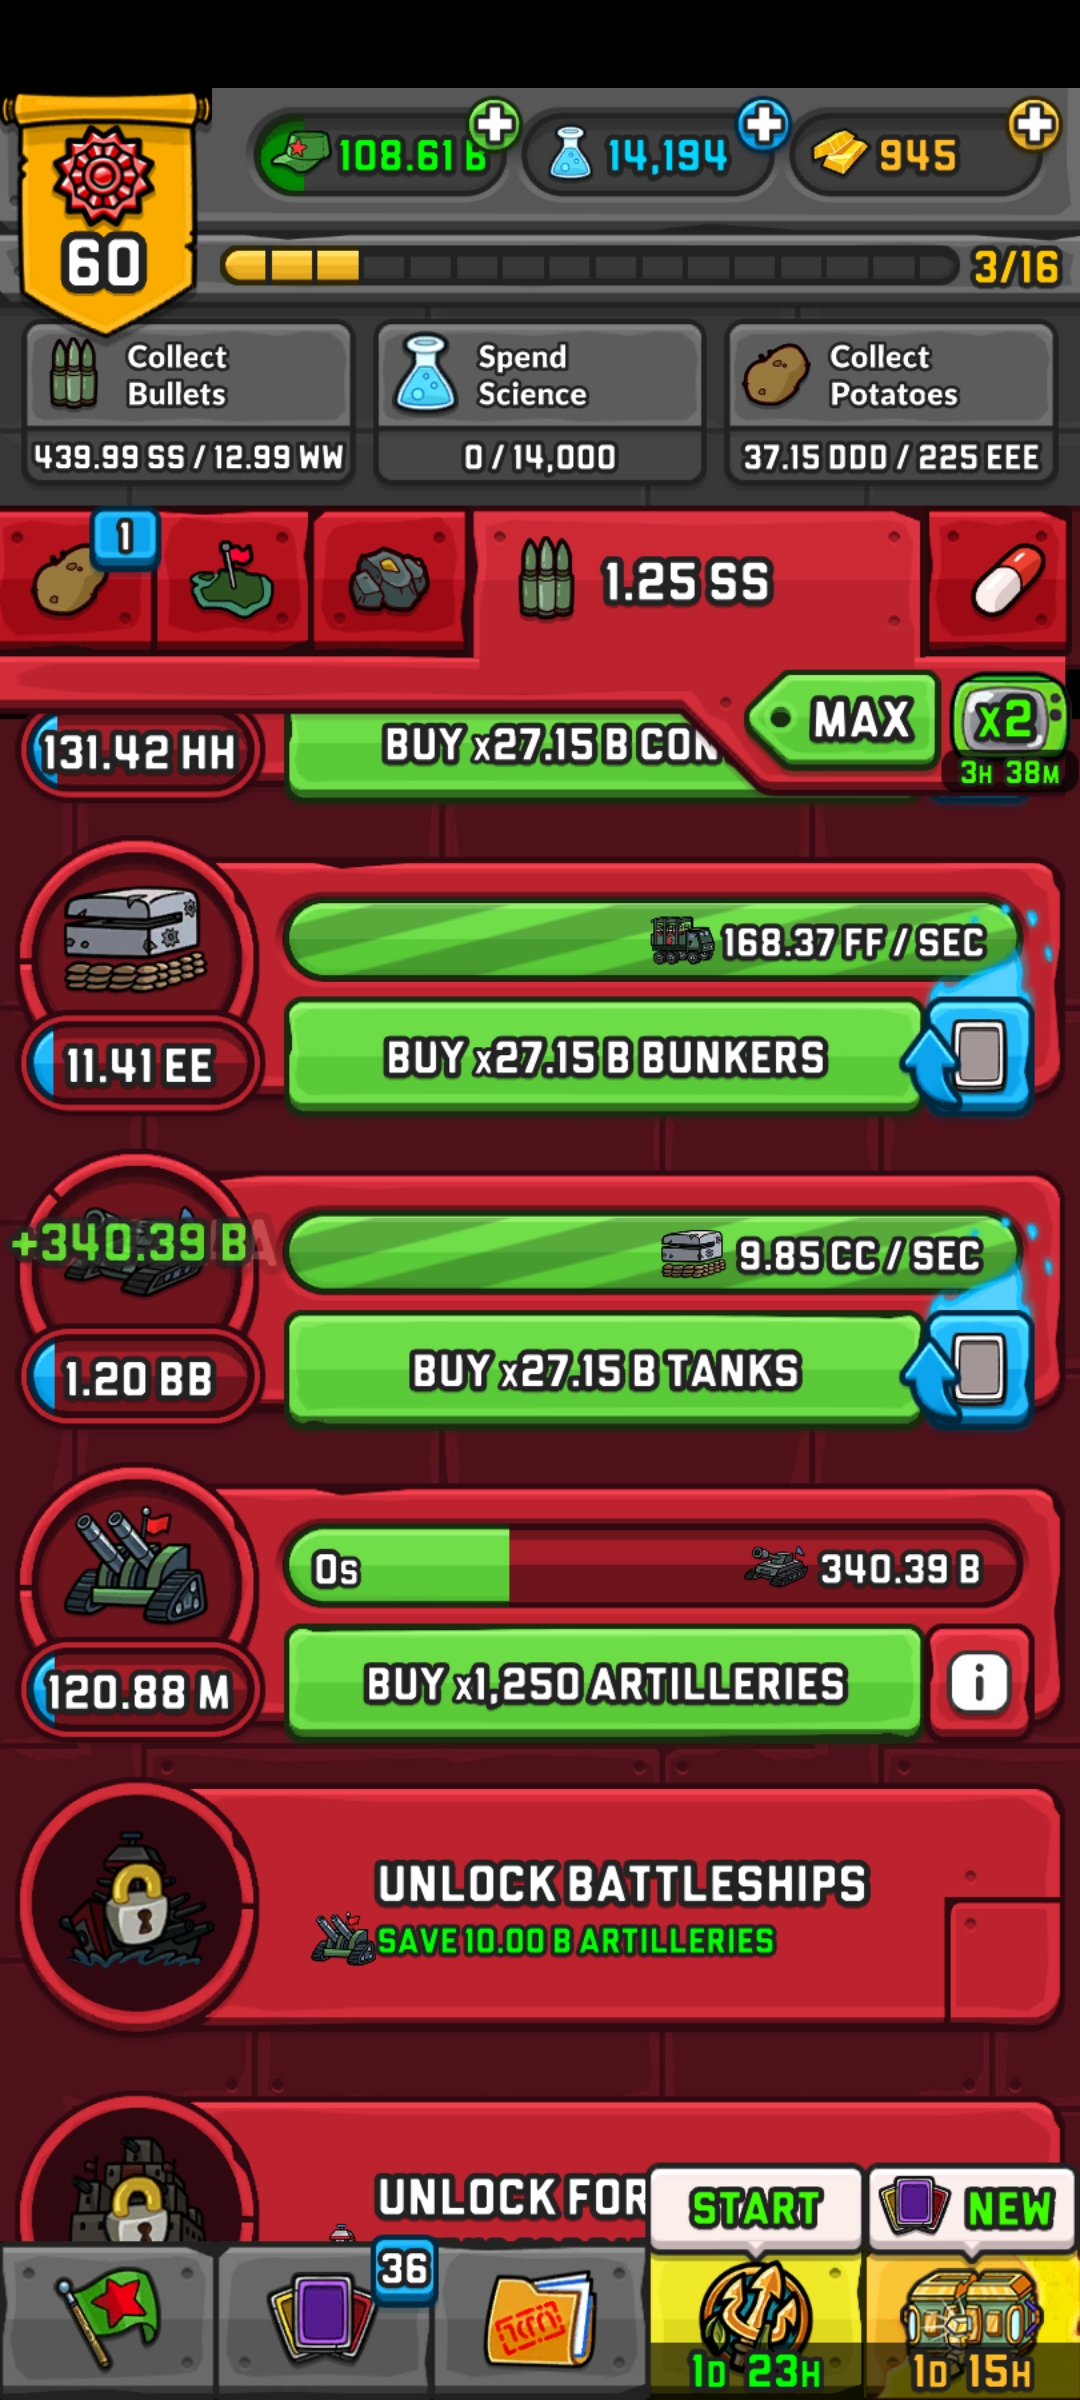 108.61 B
14,194
945
60
3/16
Collect
Bullets
Spend
Science
Collect
Potatoes
439.99 SS / 12.99 WW
0 / 14,000
37.15 DDD / 225 EEE
1
1.25 SS
MAX
x2
3H 38M
131.42 HH
BUY x27.15 B CON
168.37 FF / SEC
11.41 EE
BUY x27.15 B BUNKERS
+340.39 B
9.85 CC / SEC
1.20 BB
BUY x27.15 B TANKS
0s
340.39 B
120.88 M
BUY x1,250 ARTILLERIES
i
UNLOCK BATTLESHIPS
SAVE 10.00 B ARTILLERIES
UNLOCK FOR
START
NEW
36
1D 23H
1D 15H